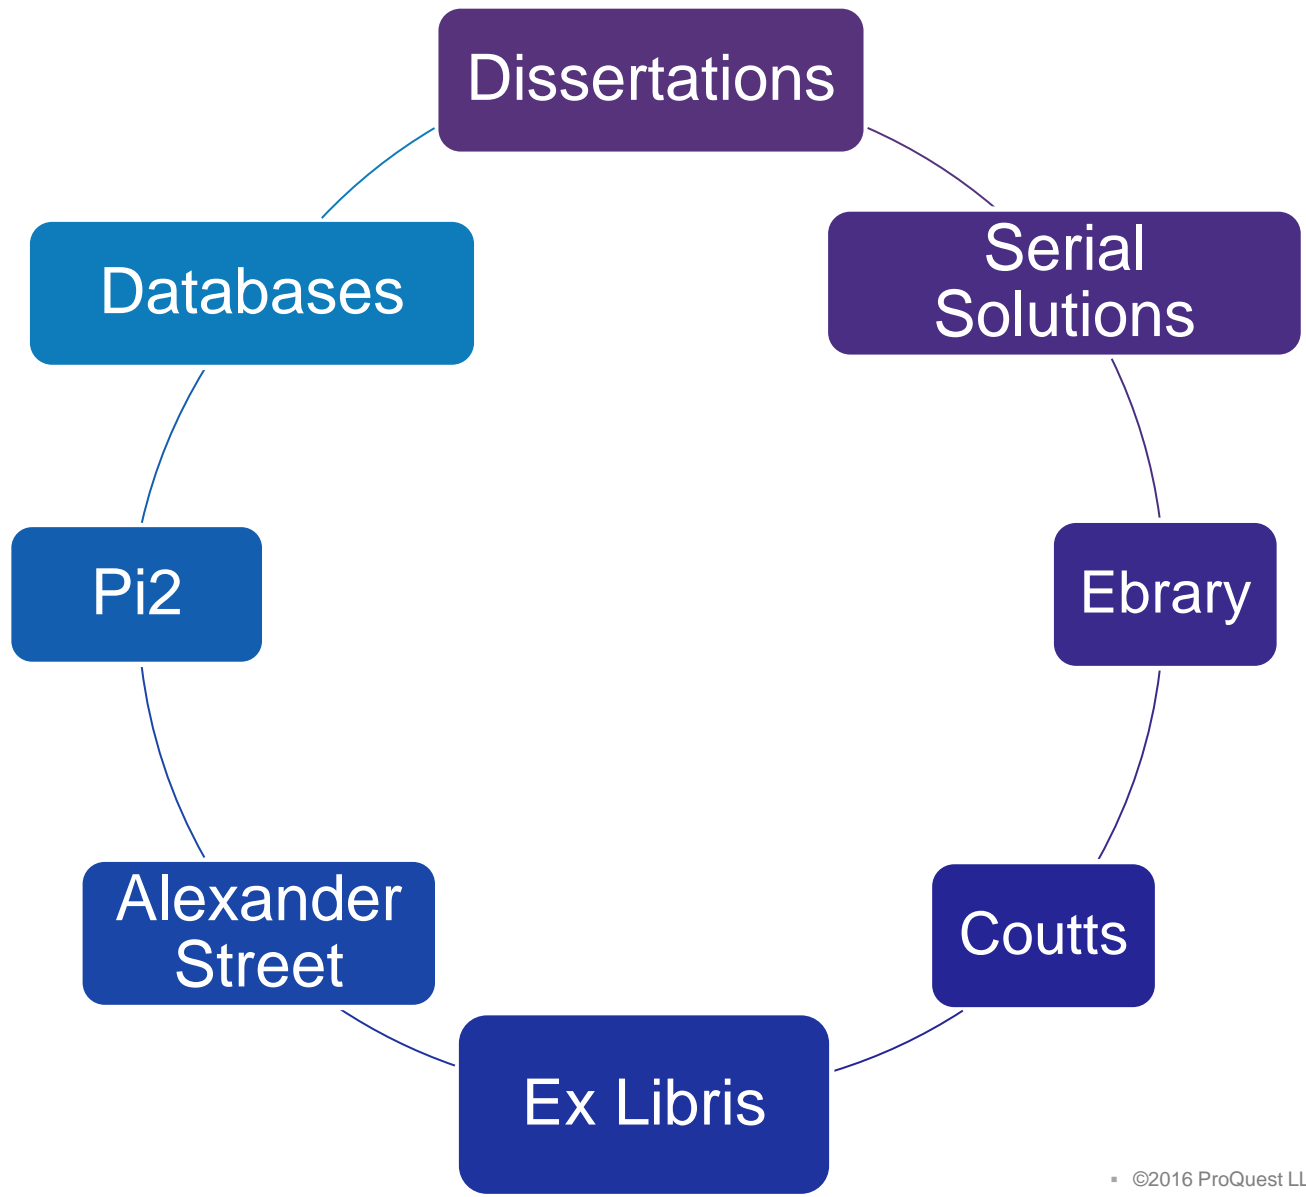 Dissertations
Serial
Solutions
Ebrary
Coutts
Ex Libris
Alexander
Street
Pi2
Databases
▪ ©2016 ProQuest LL